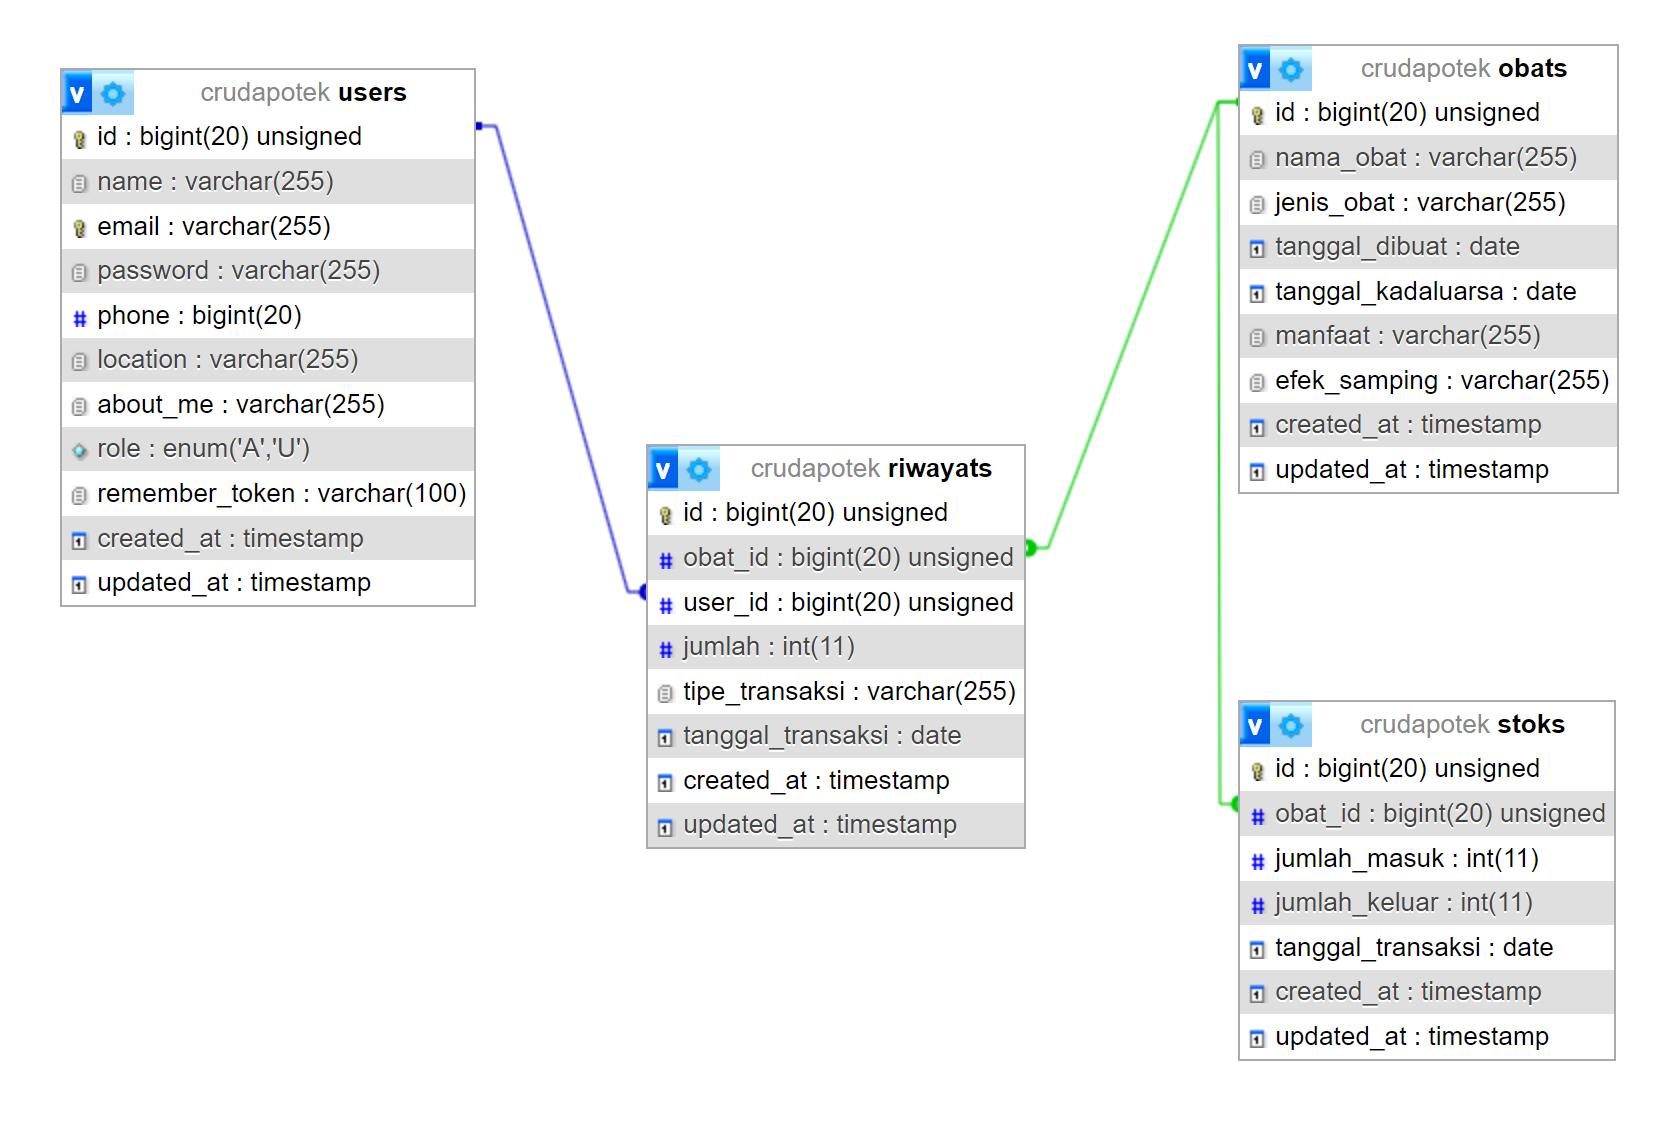 v crudapotek users
id : bigint(20) unsigned
name : varchar(255)
email : varchar(255)
password : varchar(255)
# phone : bigint(20)
location : varchar(255)
about_me : varchar(255)
role : enum('A','U')
remember_token : varchar(100)
created_at : timestamp
updated_at : timestamp
v crudapotek riwayats
id : bigint(20) unsigned
# obat_id : bigint(20) unsigned
# user_id : bigint(20) unsigned
# jumlah : int(11)
tipe_transaksi : varchar(255)
tanggal_transaksi : date
created_at : timestamp
updated_at : timestamp
v crudapotek obats
id : bigint(20) unsigned
nama_obat : varchar(255)
jenis_obat : varchar(255)
tanggal_dibuat : date
tanggal_kadaluarsa : date
manfaat : varchar(255)
efek_samping : varchar(255)
created_at : timestamp
updated_at : timestamp
v crudapotek stoks
id : bigint(20) unsigned
# obat_id : bigint(20) unsigned
# jumlah_masuk : int(11)
# jumlah_keluar : int(11)
tanggal_transaksi : date
created_at : timestamp
updated_at : timestamp